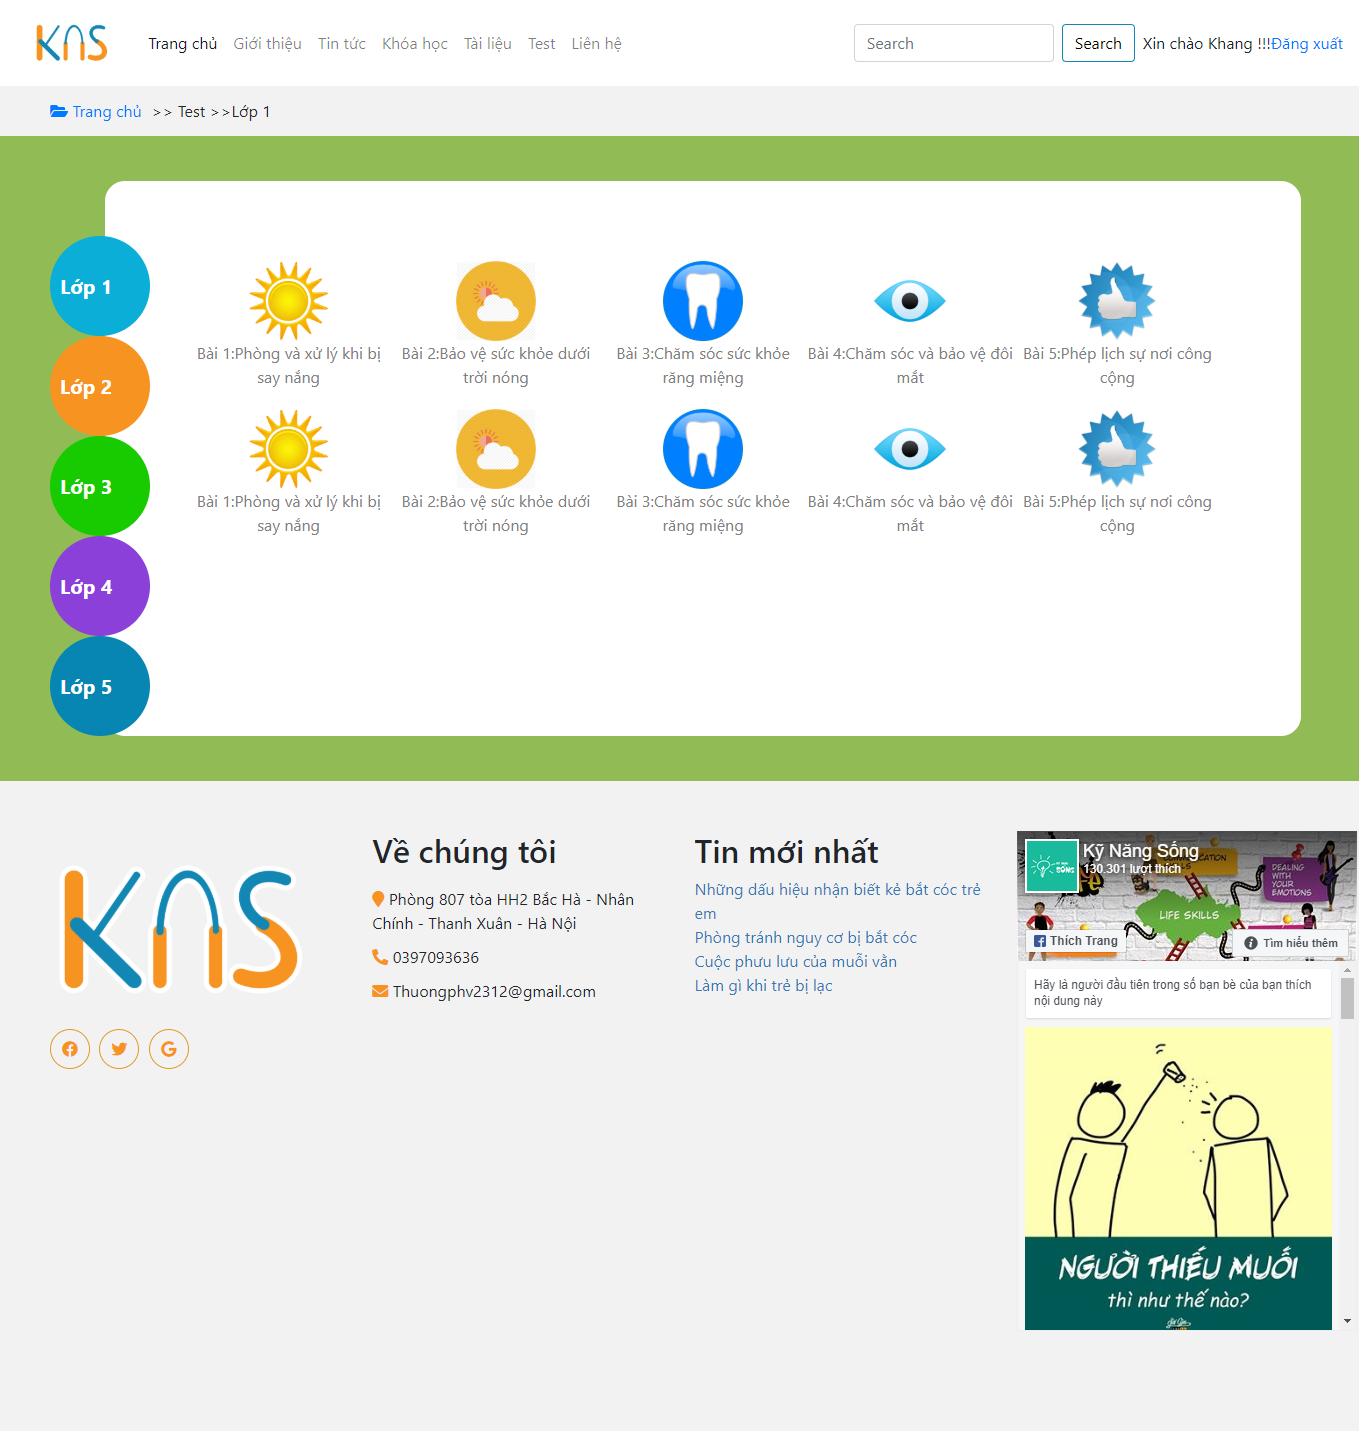 KNS
Trang chủ Giới thiệu Tin tức Khóa học Tài liệu Test Liên hệ Search Search Xin chào Khang !!!Đăng xuất
Trang chủ >> Test >>Lớp 1
Lớp 1
Lớp 2
Lớp 3
Lớp 4
Lớp 5
Bài 1:Phòng và xử lý khi bị
say nắng
Bài 2:Bảo vệ sức khỏe dưới
trời nóng
Bài 3:Chăm sóc sức khỏe
răng miệng
Bài 4:Chăm sóc và bảo vệ đôi
mắt
Bài 5:Phép lịch sự nơi công
cộng
Bài 1:Phòng và xử lý khi bị
say nắng
Bài 2:Bảo vệ sức khỏe dưới
trời nóng
Bài 3:Chăm sóc sức khỏe
răng miệng
Bài 4:Chăm sóc và bảo vệ đôi
mắt
Bài 5:Phép lịch sự nơi công
cộng
KNS
Về chúng tôi
Phòng 807 tòa HH2 Bắc Hà - Nhân
Chính - Thanh Xuân - Hà Nội
0397093636
Thuongphv2312@gmail.com
Tin mới nhất
Những dấu hiệu nhận biết kẻ bắt cóc trẻ
em
Phòng tránh nguy cơ bị bắt cóc
Cuộc phưu lưu của muỗi vằn
Làm gì khi trẻ bị lạc
Kỹ Năng Sống
130.301 lượt thích
DEALING
WITH
YOUR
EMOTIONS
LIFE SKILLS
Thích Trang
Tìm hiểu thêm
Hãy là người đầu tiên trong số bạn bè của bạn thích
nội dung này
NGƯỜI THIẾU MUỐI
thì như thế nào?